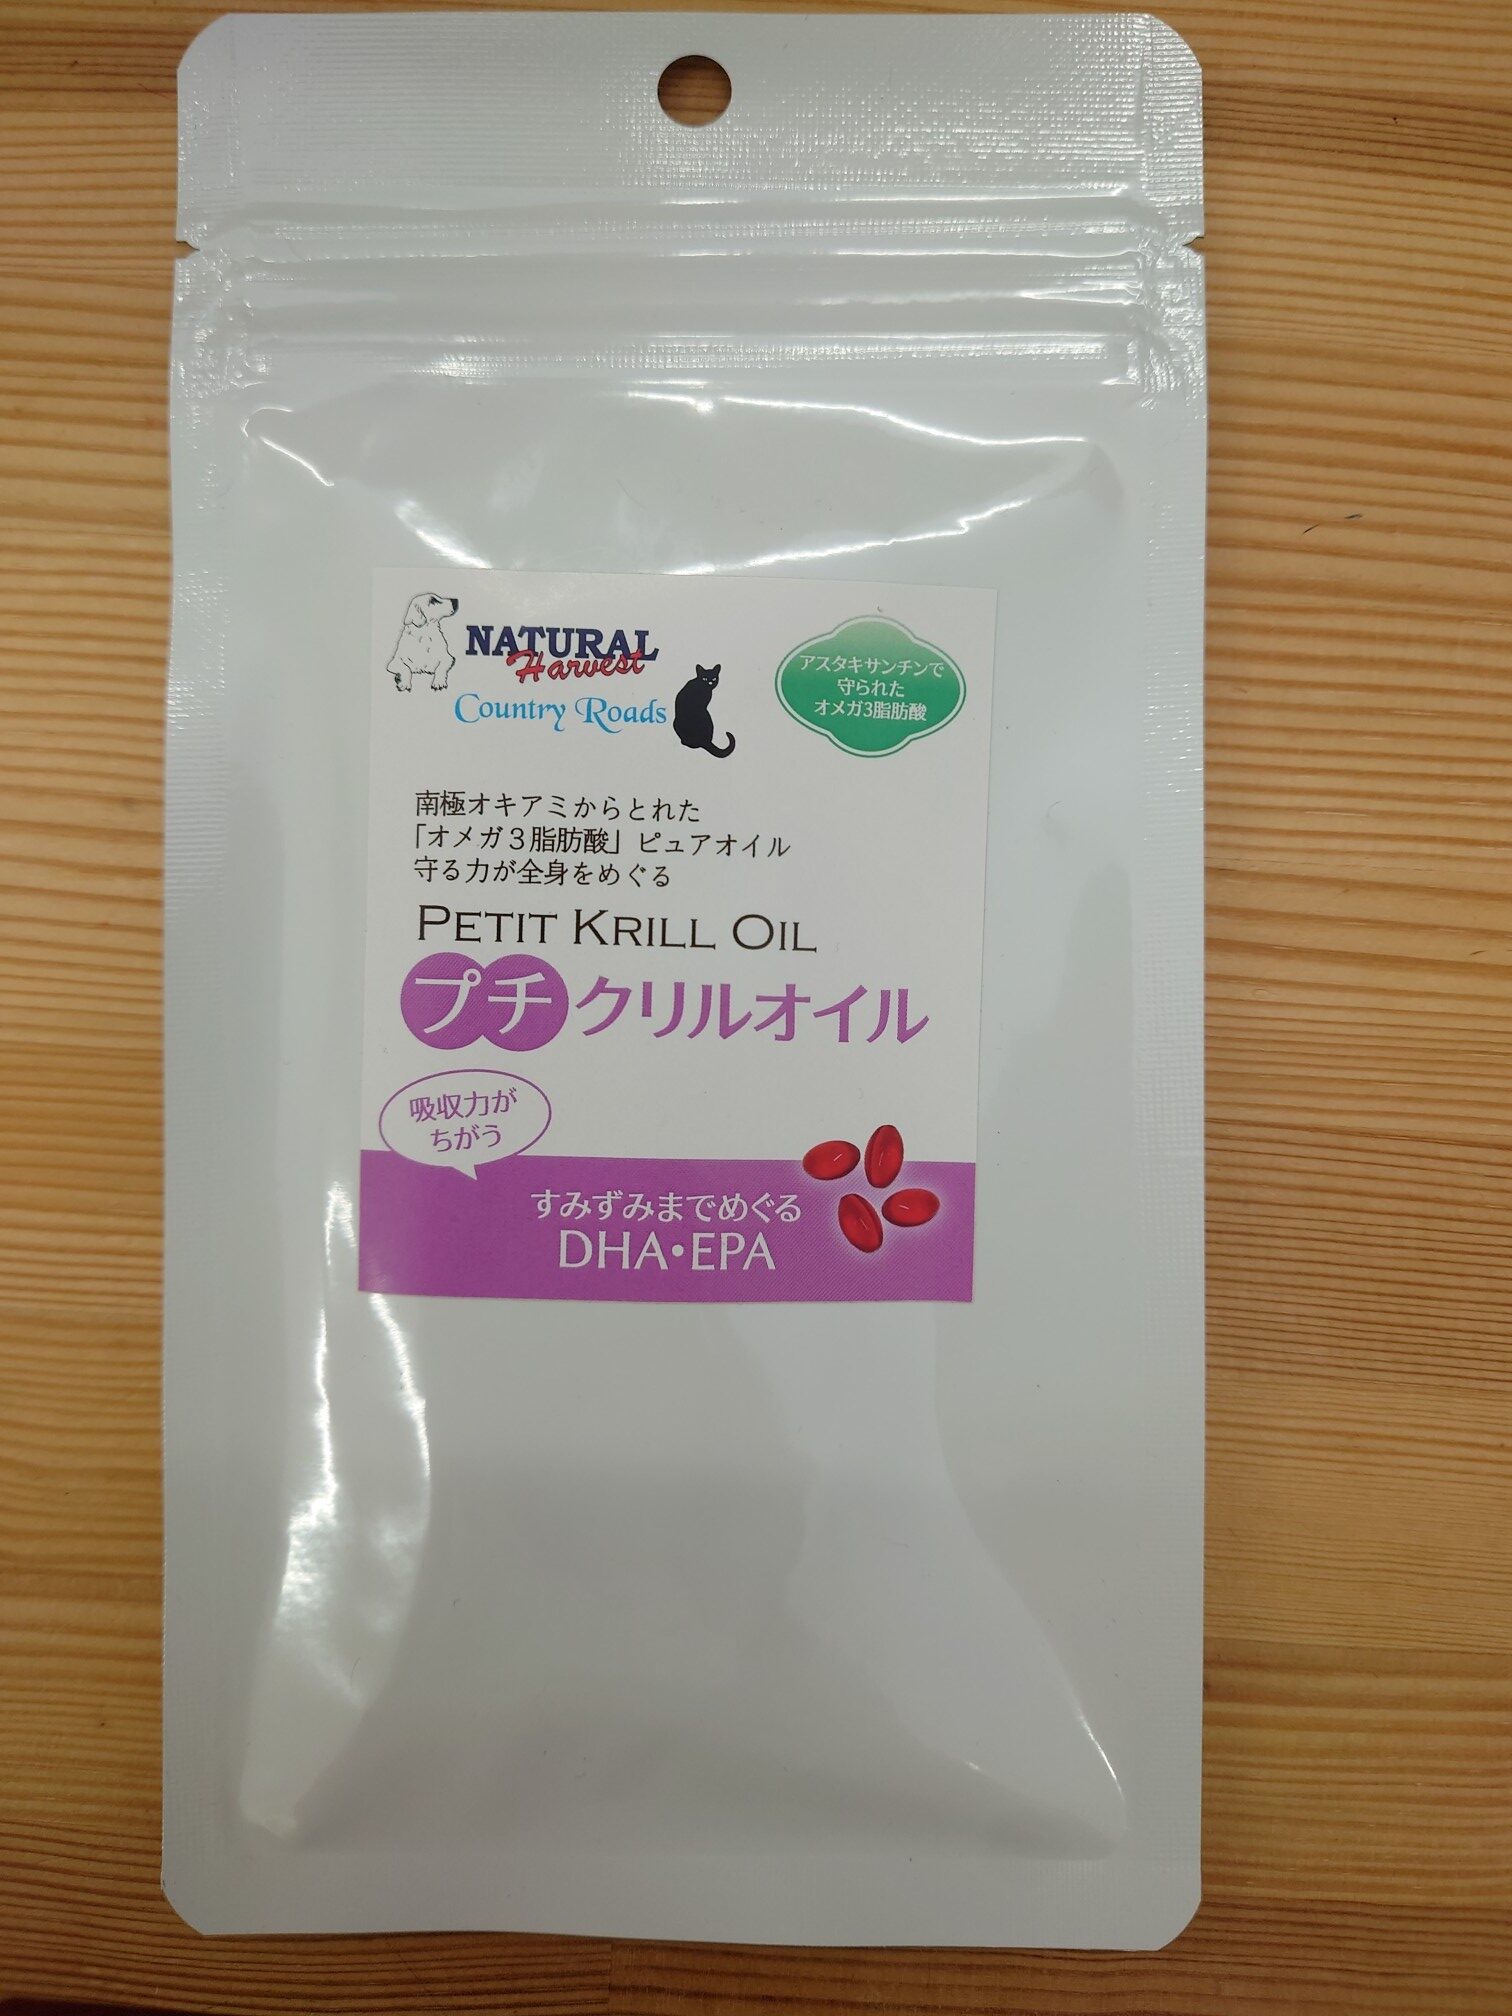 NATURAL
Harvest
Country Roads
アスタキサンチンで
守られた
オメガ3脂肪酸
南極オキアミからとれた
「オメガ３脂肪酸」ピュアオイル
守る力が全身をめぐる
PETIT KRILL OIL
プチクリルオイル
吸収力が
ちがう
すみずみまでめぐる
DHA・EPA